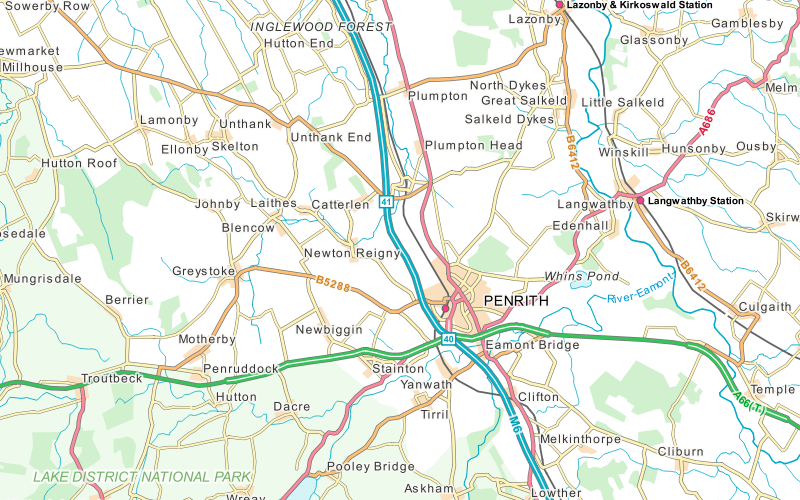 Sowerby Row
Lazonby & Kirkoswald Station
Lazonby
Gamblesby
INGLEWOOD FOREST
Hutton End
Glassonby
Newmarket
Millhouse
North Dykes
Melm
Plumpton
Great Salkeld
Little Salkeld
Lamonby
Unthank
Salkeld Dykes
A686
Unthank End
B6412
Ellonby
Skelton
Plumpton Head
Winskill
Hunsonby
Ousby
Hutton Roof
Johnby
Laithes
Catterlen
41
Langwathby
Langwathby Station
Skirw
Blencow
Edenhall
osedale
Newton Reigny
Greystoke
B6412
Mungrisdale
B5288
Whins Pond
River-Eamont
Berrier
PENRITH
Culgaith
Newbiggin
Motherby
40
Eamont Bridge
Penruddock
Stainton
Troutbeck
Yanwath
Temple
Hutton
Clifton
A66(T)
Dacre
Tirril
M6
Melkinthorpe
Cliburn
LAKE DISTRICT NATIONAL PARK
Pooley Bridge
Askham
Lowther
Wreay